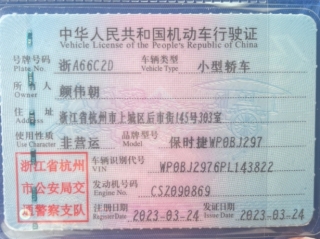 中华人民共和国机动车行驶证
Vehicle License of the People's Republic of China
号牌号码 浙A66C2D 车辆类型 小型轿车
Plate No. Vehicle Type
所有人 颜伟朝
Owner
住址 浙江省杭州市上城区后市街145号303室
Address
使用性质 非营运 品牌型号 保时捷WP0BJ297
Use Character Model
浙江省杭州市公安局交通警察支队
车辆识别代号 WP0BJ2976PL143822
VIN
发动机号码 CSZ090869
Engine No.
注册日期 2023-03-24 发证日期 2023-03-24
Register Date Issue Date